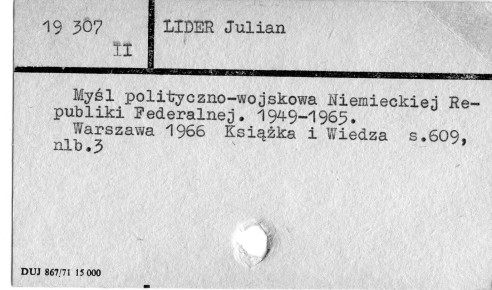 19 307
II
LIDER Julian
Myśl polityczno-wojskowa Niemieckiej Re-
publiki Federalnej. 1949-1965.
Warszawa 1966 Książka i Wiedza s.609,
nlb.3
DUJ 867/71 15 000